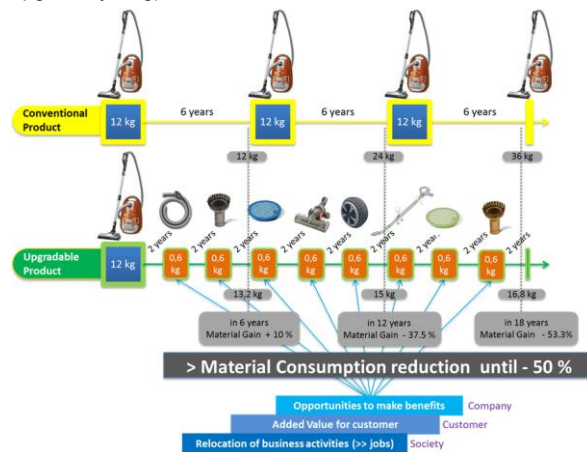 Conventional
Product
12 kg
6 years
12 kg
6 years
12 kg
6 years
12 kg
24 kg
36 kg
Upgradable
Product
12 kg
2 years
0,6
kg
2 years
0,6
kg
2 years
0,6
kg
2 years
0,6
kg
2 years
0,6
kg
2 years
0,6
kg
2 years
0,6
kg
2 years
0,6
kg
2 years
13,2 kg
15 kg
16,8 kg
in 6 years
Material Gain + 10 %
in 12 years
Material Gain - 37.5 %
in 18 years
Material Gain - 53.3%
> Material Consumption reduction until - 50 %
Opportunities to make benefits Company
Added Value for customer Customer
Relocation of business activities (>> jobs) Society